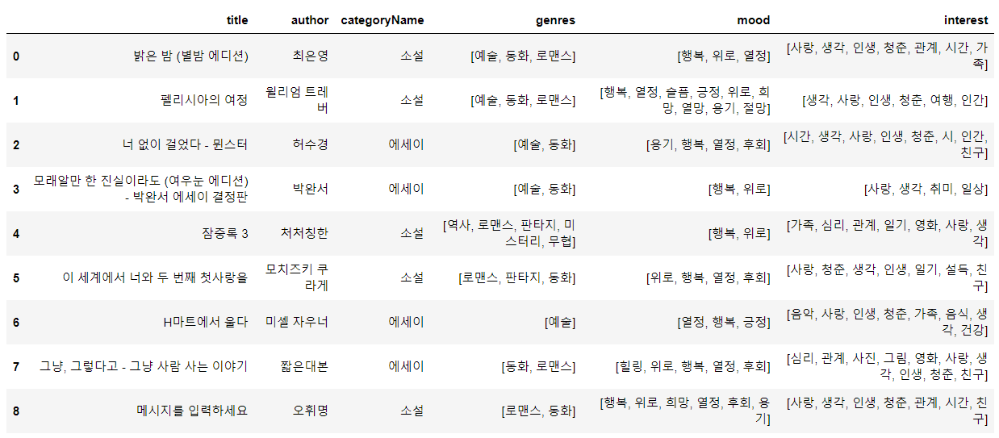 title author categoryName genres mood interest
0 밝은 밤 (별밤 에디션) 최은영 소설 [예술, 동화, 로맨스] [행복, 위로, 열정] [사랑, 생각, 인생, 청춘, 관계, 시간, 가
족]
1 펠리시아의 여정 윌리엄 트레
버 소설 [예술, 동화, 로맨스] [행복, 열정, 슬픔, 긍정, 위로, 희
망, 열망, 용기, 절망] [생각, 사랑, 인생, 청춘, 여행, 인간]
2 너 없이 걸었다 - 뮌스터 허수경 에세이 [예술, 동화] [용기, 행복, 열정, 후회] [시간, 생각, 사랑, 인생, 청춘, 시, 인간,
친구]
3 모래알만 한 진실이라도 (여우눈 에디션)
- 박완서 에세이 결정판 박완서 에세이 [예술, 동화] [행복, 위로] [사랑, 생각, 취미, 일상]
4 잠중록 3 처처칭한 소설 [역사, 로맨스, 판타지, 미
스터리, 무협] [행복, 위로] [가족, 심리, 관계, 일기, 영화, 사랑, 생
각]
5 이 세계에서 너와 두 번째 첫사랑을 모치즈키 쿠
라게 소설 [로맨스, 판타지, 동화] [위로, 행복, 열정, 후회] [사랑, 청춘, 생각, 인생, 일기, 설득, 친
구]
6 H마트에서 울다 미셸 자우너 에세이 [예술] [열정, 행복, 긍정] [음악, 사랑, 인생, 청춘, 가족, 음식, 생
각, 건강]
7 그냥, 그렇다고 - 그냥 사람 사는 이야기 짧은대본 에세이 [동화, 로맨스] [힐링, 위로, 행복, 열정, 후회] [심리, 관계, 사진, 그림, 영화, 사랑, 생
각, 인생, 청춘, 친구]
8 메시지를 입력하세요 오휘명 소설 [로맨스, 동화] [행복, 위로, 희망, 열정, 후회, 용
기] [사랑, 생각, 인생, 청춘, 관계, 시간, 친
구]